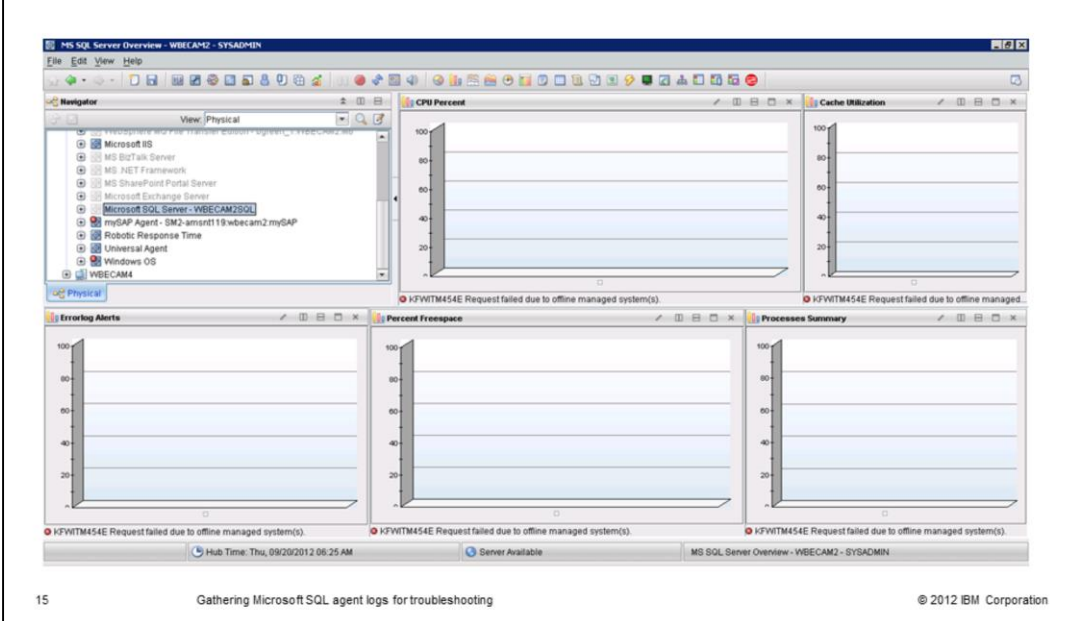 MS SQL Server Overview - WBECAM2 - SYSADMIN
File Edit View Help
Navigator
View: Physical
WebSphere MQ File Transfer Edition -
Microsoft IIS
MS BizTalk Server
MS .NET Framework
MS SharePoint Portal Server
Microsoft Exchange Server
Microsoft SQL Server - WBECAM2SQL
mySAP Agent - SM2-amsnt119:wbecam2:mySAP
Robotic Response Time
Universal Agent
Windows OS
WBECAM4
Physical
CPU Percent
100
80
60
40
20
KFWITM454E Request failed due to offline managed system(s).
Cache Utilization
100
80
60
40
20
KFWITM454E Request failed due to offline managed...
Errorlog Alerts
100
80
60
40
20
KFWITM454E Request failed due to offline managed system(s).
Percent Freespace
100
80
60
40
20
KFWITM454E Request failed due to offline managed system(s).
Processes Summary
100
80
60
40
20
KFWITM454E Request failed due to offline managed system(s).
Hub Time: Thu, 09/20/2012 06:25 AM
Server Available
MS SQL Server Overview - WBECAM2 - SYSADMIN
15
Gathering Microsoft SQL agent logs for troubleshooting
© 2012 IBM Corporation